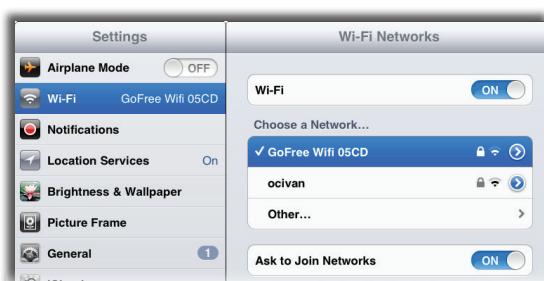 Settings
Airplane Mode OFF
Wi-Fi GoFree Wifi 05CD
Notifications
Location Services On
Brightness & Wallpaper
Picture Frame
General 1
Wi-Fi Networks
Wi-Fi ON
Choose a Network...
✓ GoFree Wifi 05CD
ocivan
Other...
Ask to Join Networks ON